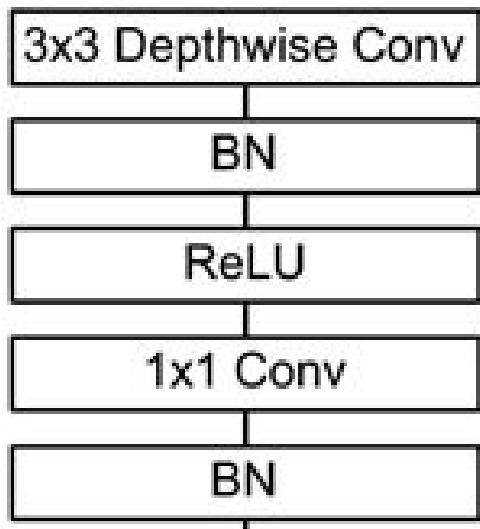 3x3 Depthwise Conv
BN
ReLU
1x1 Conv
BN